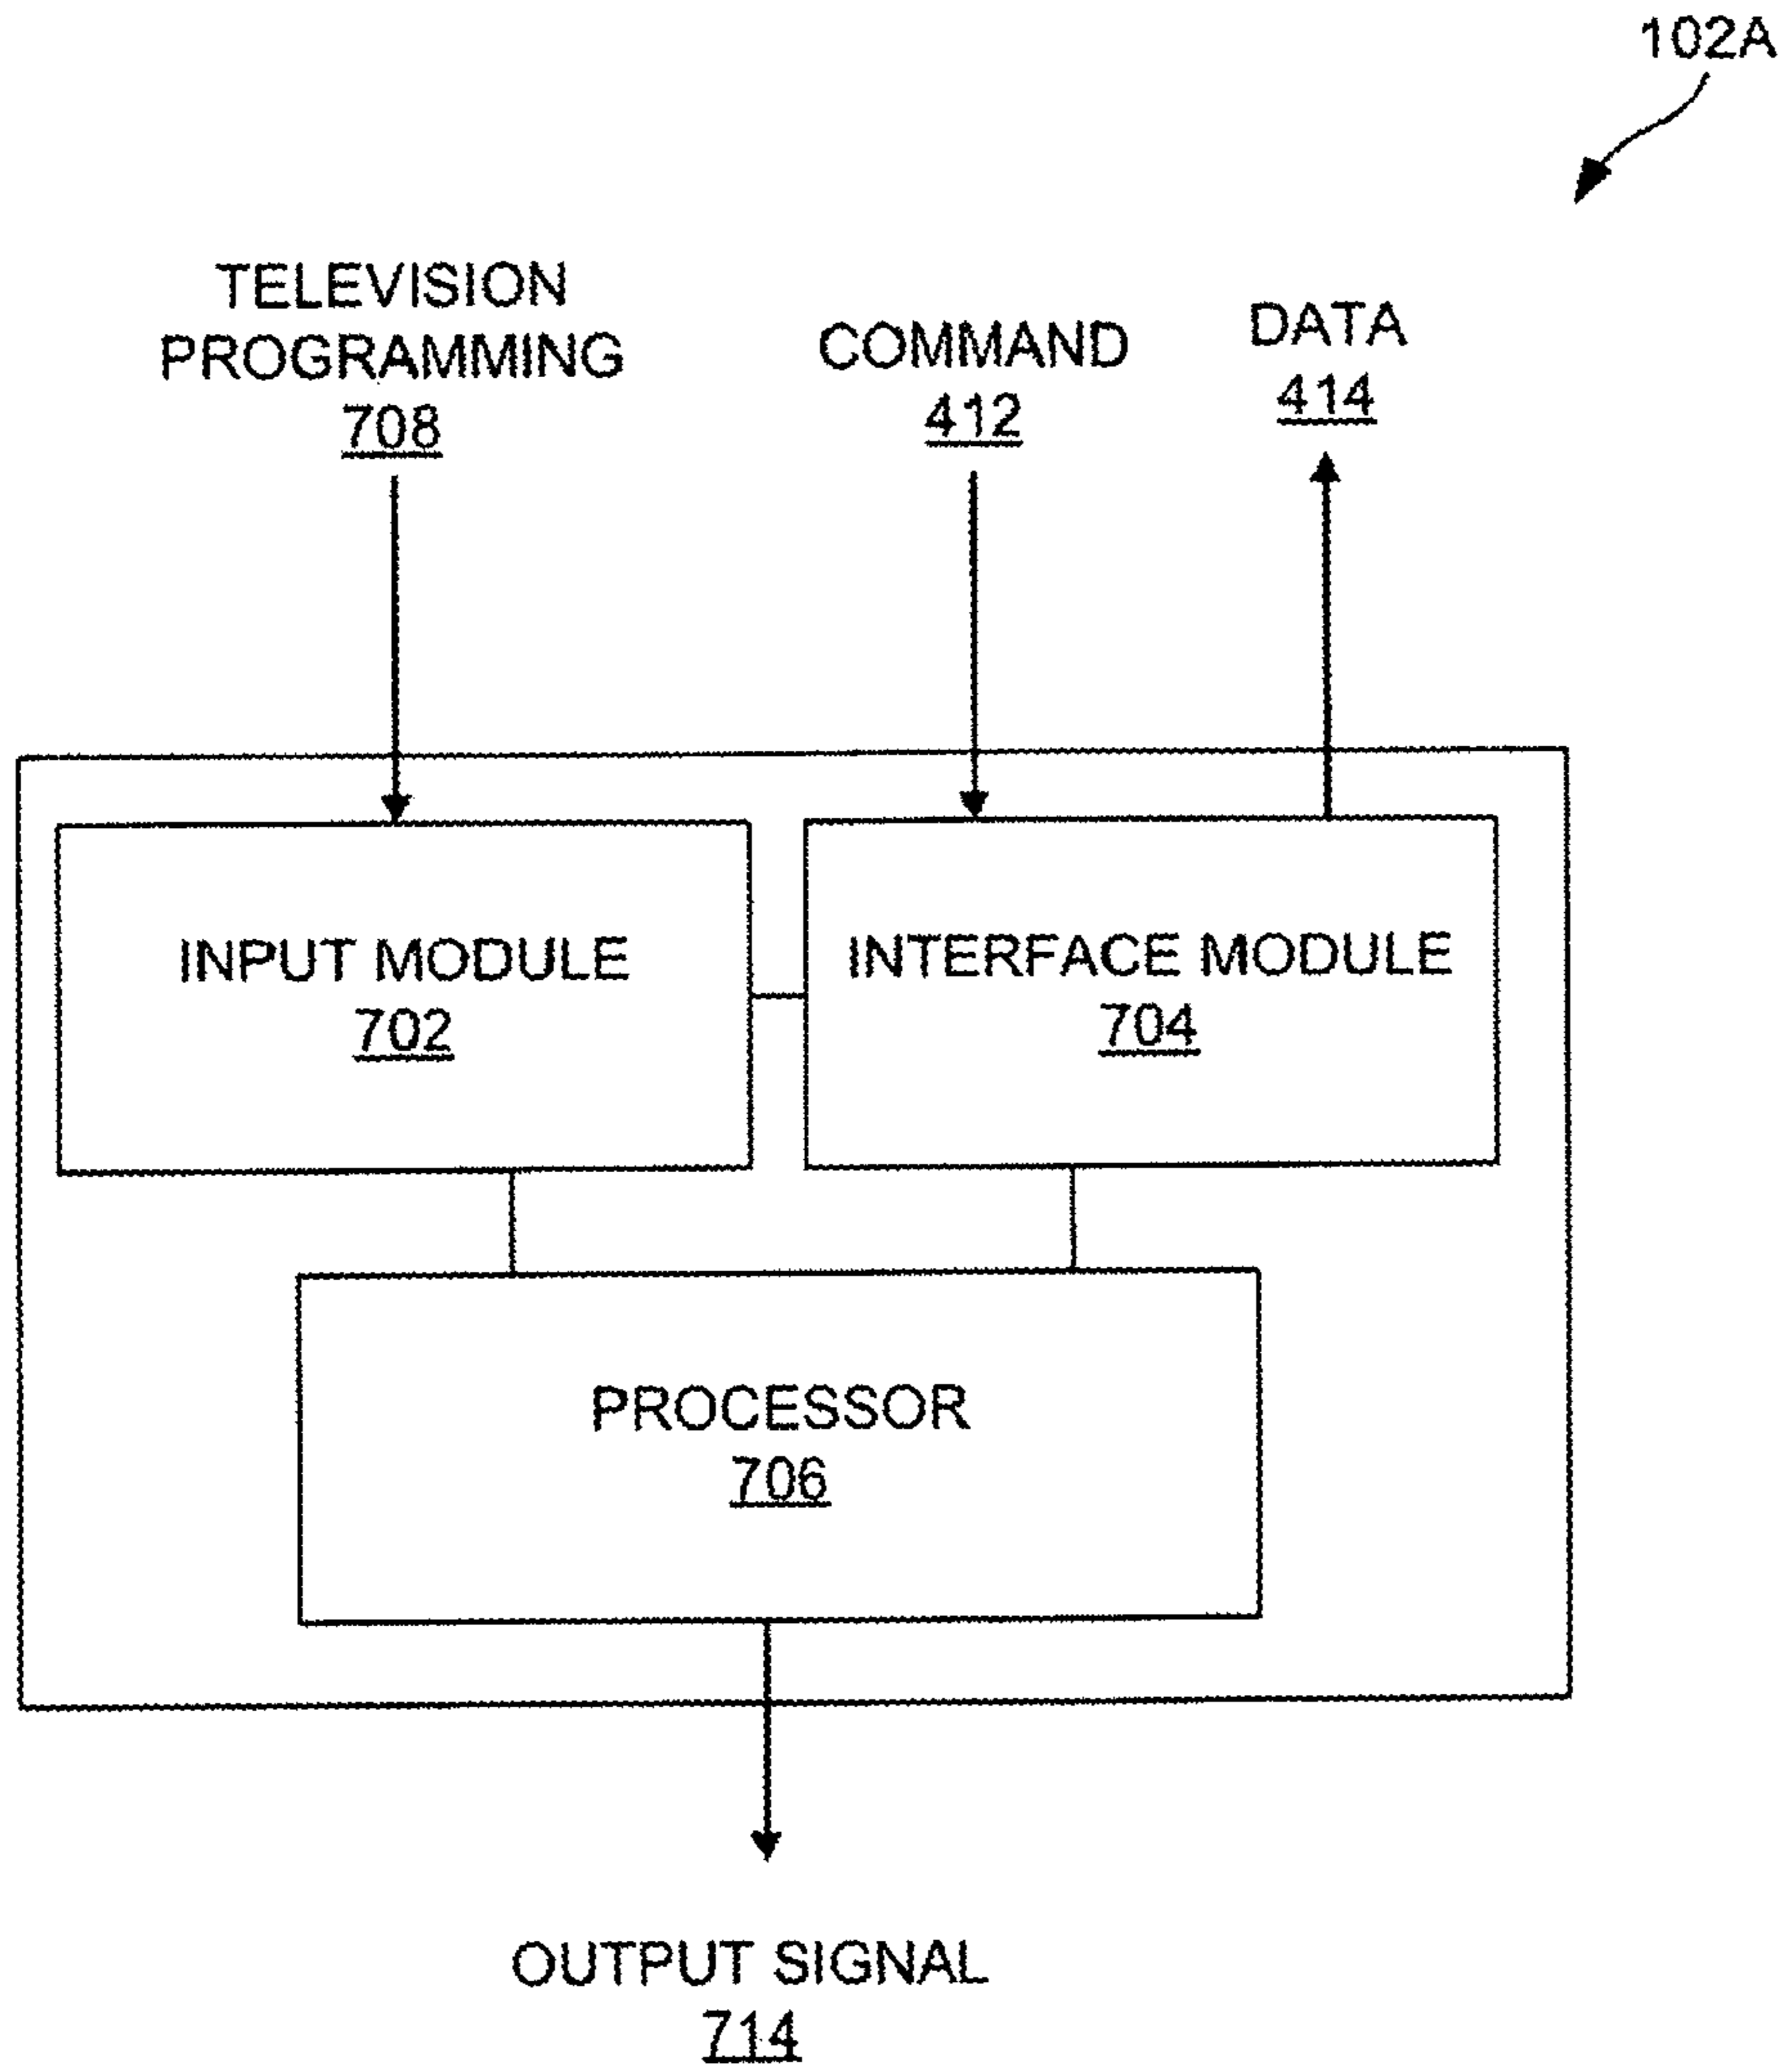 102A
TELEVISION
PROGRAMMING
708
COMMAND
412
DATA
414
INPUT MODULE
702
INTERFACE MODULE
704
PROCESSOR
706
OUTPUT SIGNAL
714